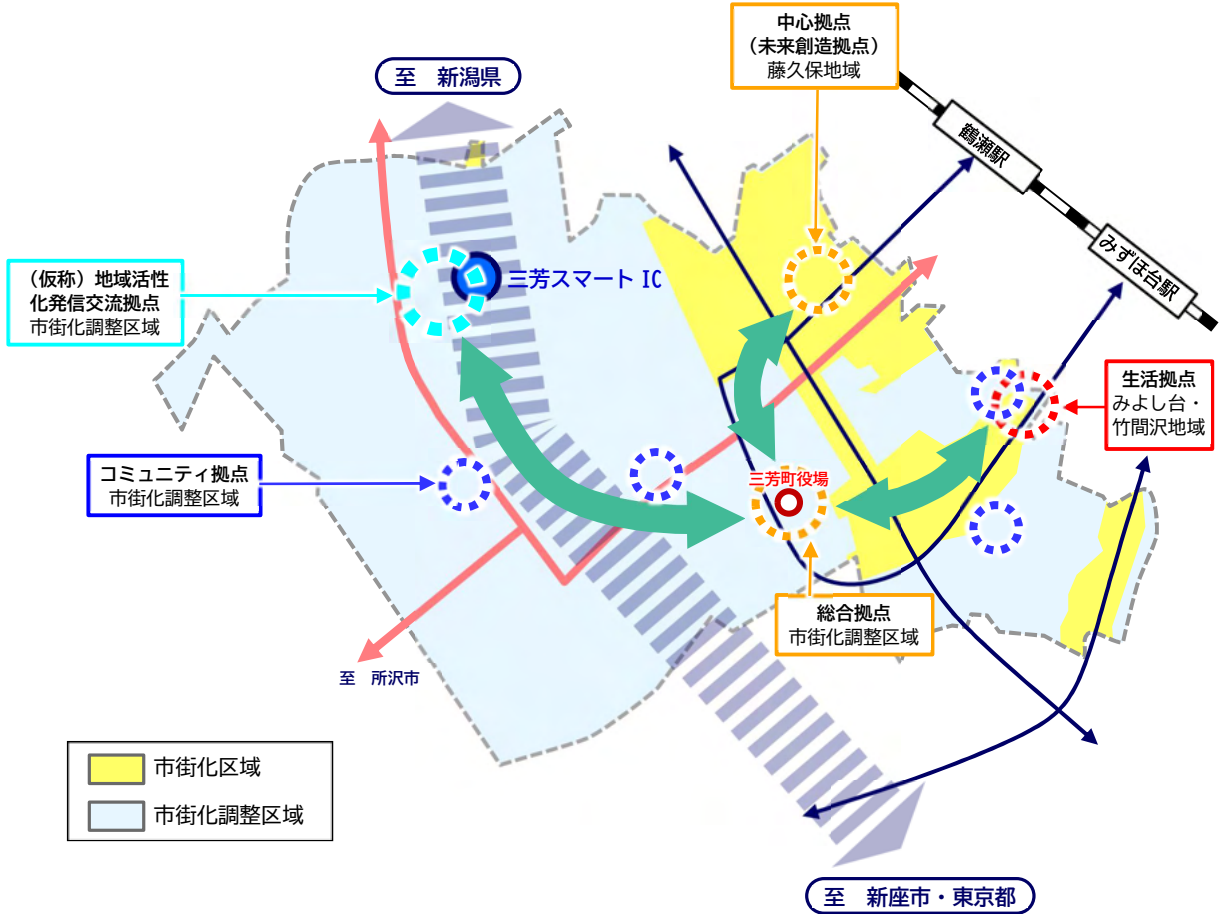 中心拠点
（未来創造拠点）
藤久保地域
至　新潟県
鶴瀬駅
みずほ台駅
（仮称）地域活性
化発信交流拠点
市街化調整区域
三芳スマート IC
生活拠点
みよし台・
竹間沢地域
コミュニティ拠点
市街化調整区域
三芳町役場
総合拠点
市街化調整区域
至　所沢市
市街化区域
市街化調整区域
至　新座市・東京都